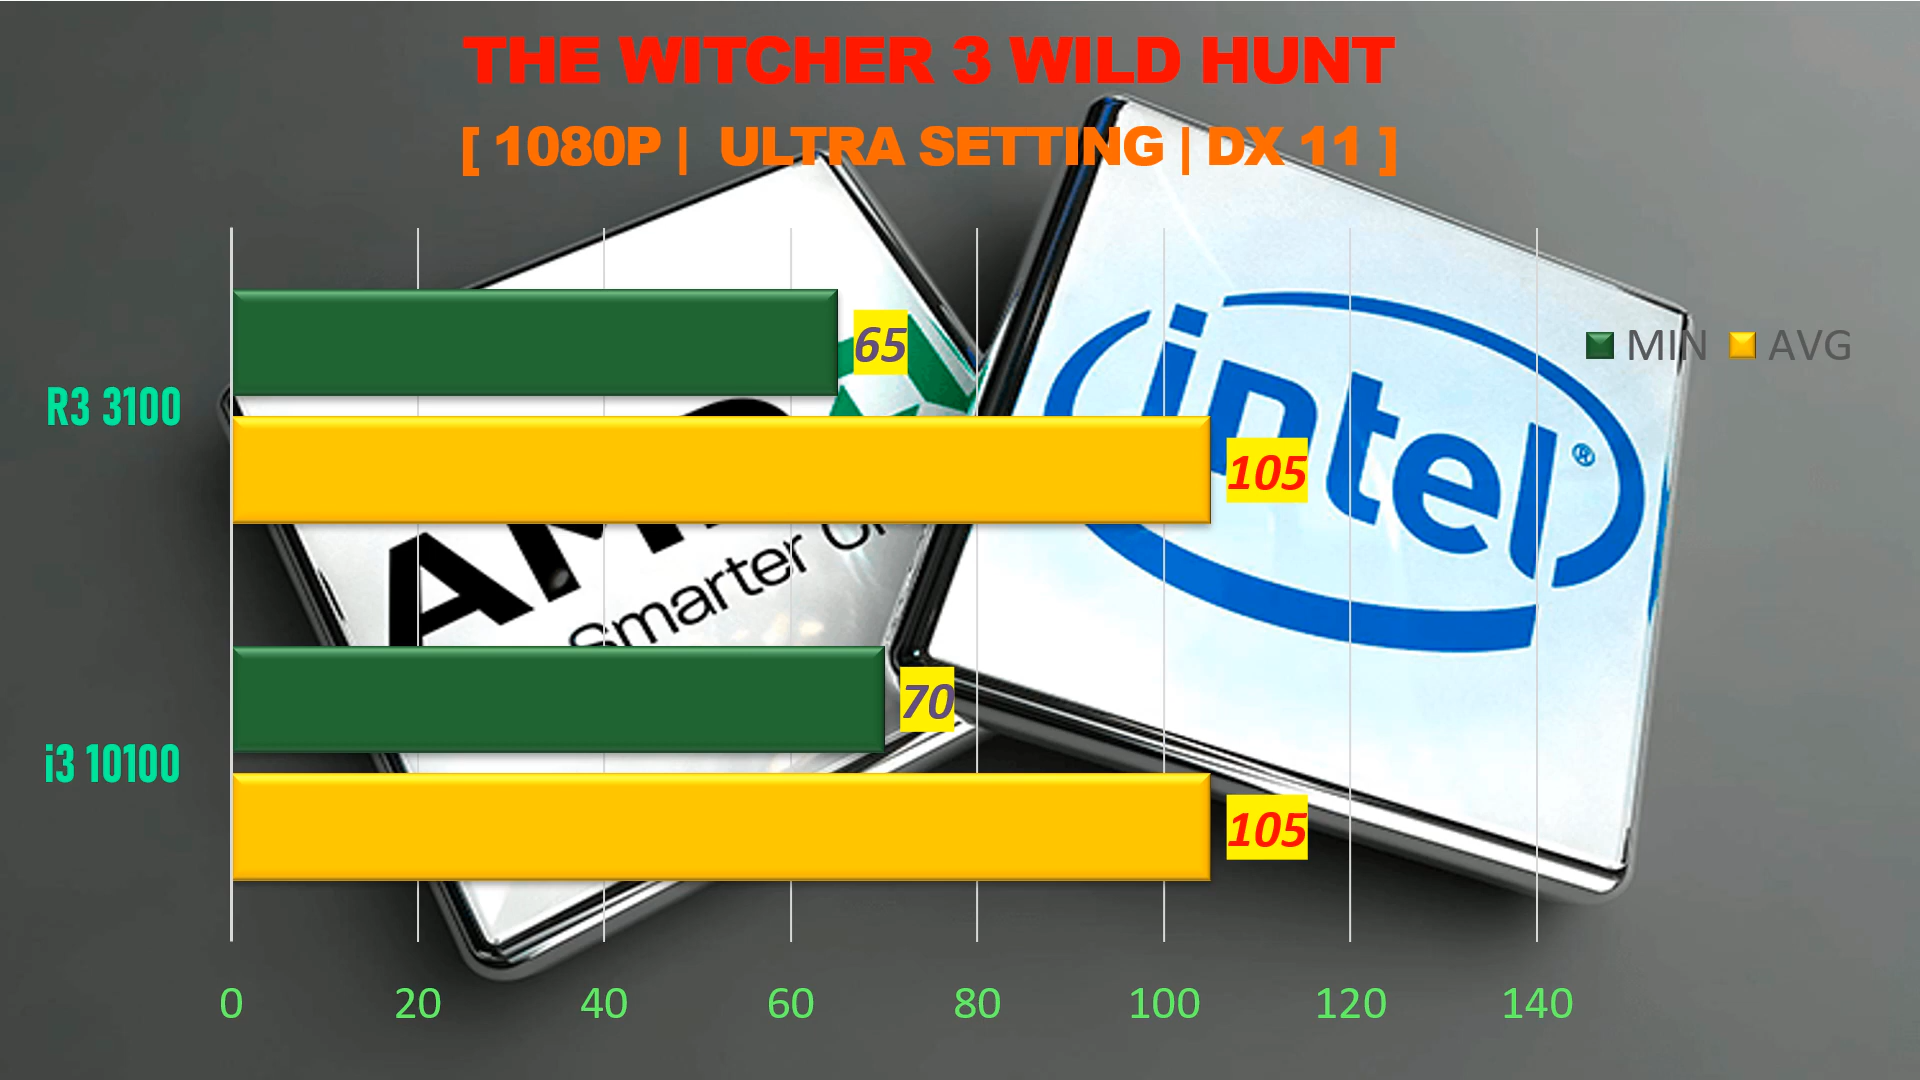 THE WITCHER 3 WILD HUNT
[ 1080P | ULTRA SETTING | DX 11 ]
MIN AVG
R3 3100
65
105
intel®
AMD
Smarter
i3 10100
70
105
0 20 40 60 80 100 120 140